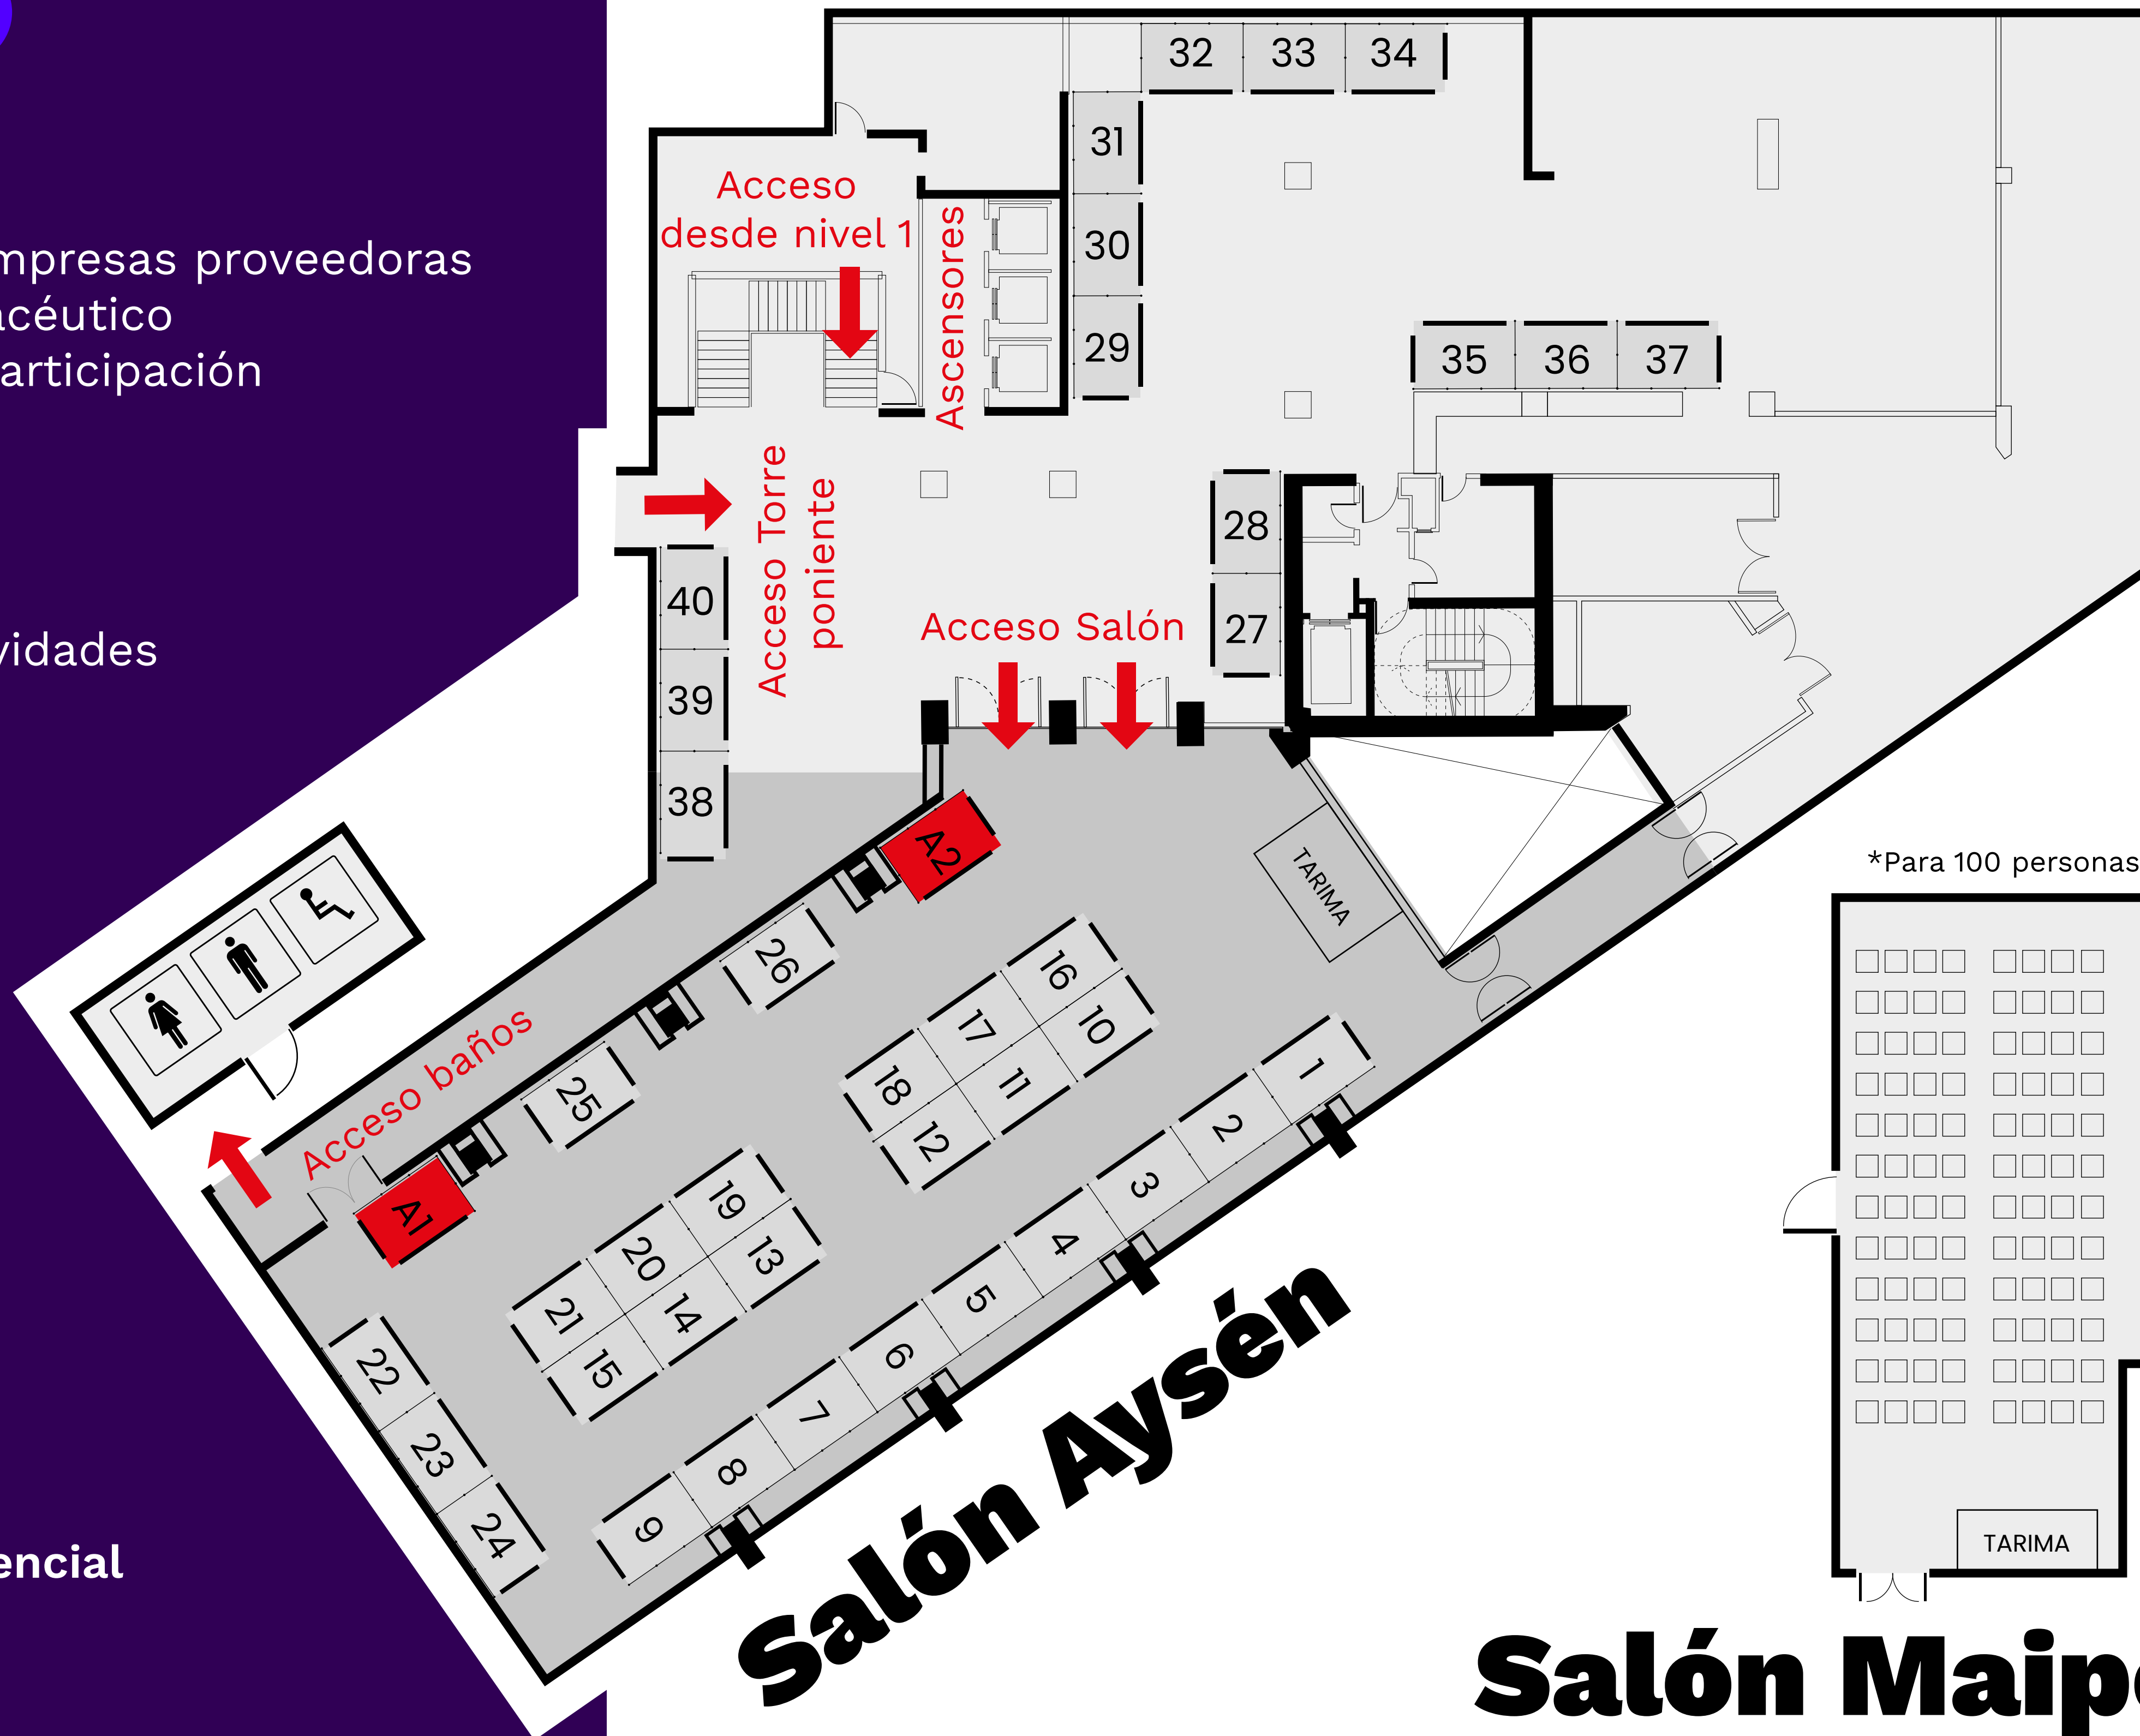 mpresas proveedoras
acéutico
articipación
vidades
encial
32
33
34
31
30
29
Acceso
desde nivel 1
Ascensores
35
36
37
Acceso Torre
poniente
28
27
40
39
38
Acceso Salón
A2
TARIMA
*Para 100 personas
26
16
17
10
18
11
12
1
2
3
4
5
6
7
8
9
Acceso baños
25
A1
19
20
13
21
14
15
22
23
24
Salón Aysén
TARIMA
Salón Maip